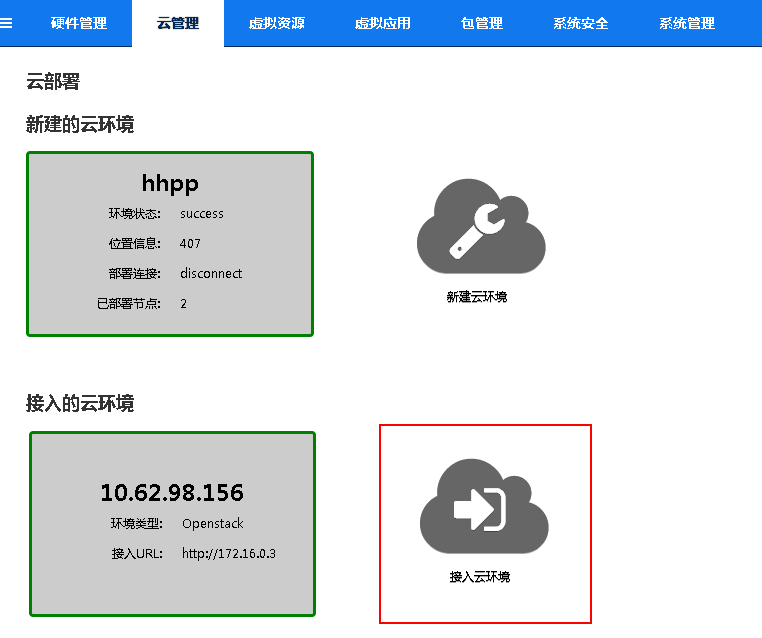 硬件管理 云管理 虚拟资源 虚拟应用 包管理 系统安全 系统管理
云部署
新建的云环境
hhpp
环境状态: success
位置信息: 407
部署连接: disconnect
已部署节点: 2
新建云环境
接入的云环境
10.62.98.156
环境类型: Openstack
接入URL: http://172.16.0.3
接入云环境